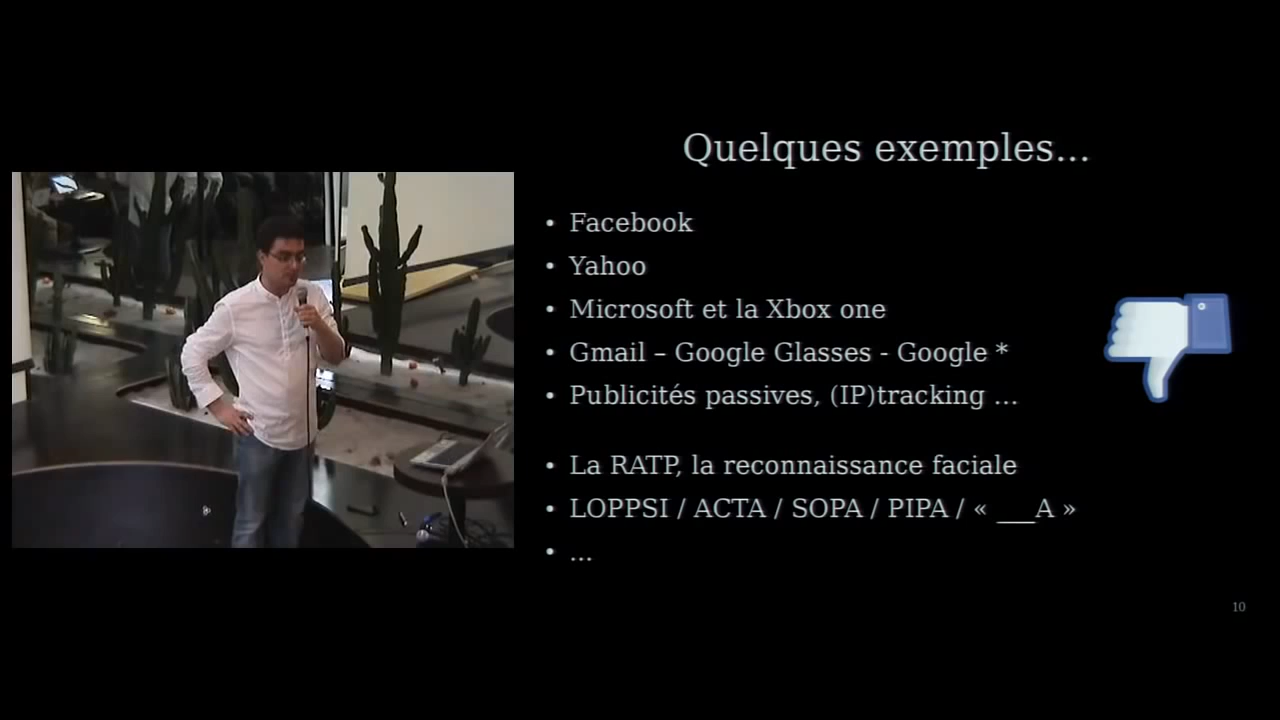 Quelques exemples...
• Facebook
• Yahoo
• Microsoft et la Xbox one
• Gmail – Google Glasses - Google *
• Publicités passives, (IP)tracking ...
• La RATP, la reconnaissance faciale
• LOPPSI / ACTA / SOPA / PIPA / « ___A »
• ...
10